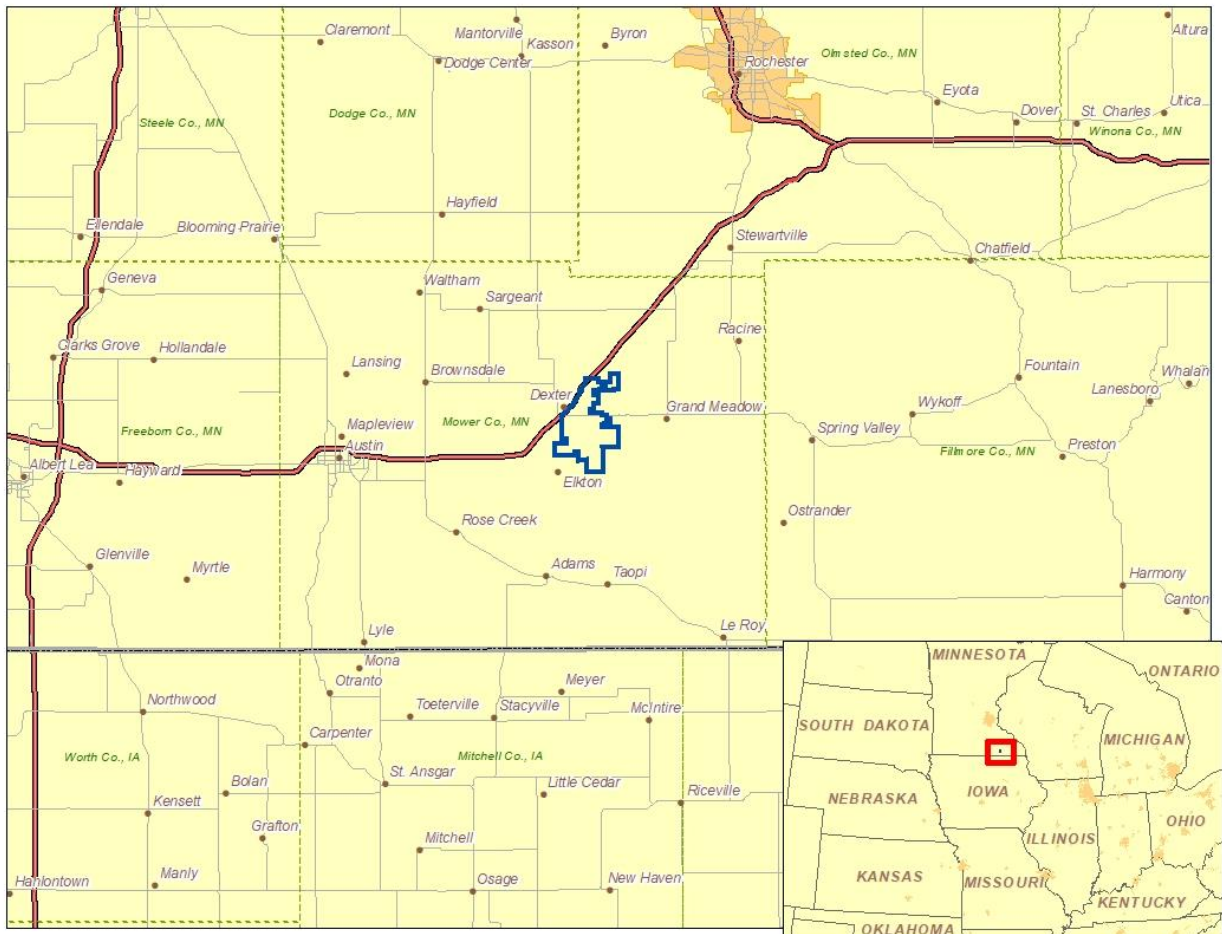 Claremont
Mantorville
Kasson
Byron
Altura
Dodge Center
Rochester
Olmsted Co., MN
Eyota
Dodge Co., MN
Steele Co., MN
Dover
St. Charles
Utica
Winona Co., MN
Hayfield
Ellendale
Blooming Prairie
Stewartville
Chatfield
Geneva
Waltham
Sargeant
Racine
Clarks Grove
Hollandale
Lansing
Brownsdale
Fountain
Whalan
Lanesboro
Dexter
Grand Meadow
Wykoff
Freeborn Co., MN
Mapleview
Mower Co., MN
Austin
Spring Valley
Fillmore Co., MN
Preston
Albert Lea
Hayward
Elkton
Ostrander
Rose Creek
Glenville
Myrtle
Adams
Taopi
Harmony
Canton
Lyle
Le Roy
Mona
Otranto
Northwood
Toeterville
Stacyville
Meyer
McIntire
Carpenter
Worth Co., IA
Mitchell Co., IA
Bolan
St. Ansgar
Little Cedar
Riceville
Kensett
Grafton
Mitchell
Manly
Hanlontown
Osage
New Haven
MINNESOTA
ONTARIO
SOUTH DAKOTA
MICHIGAN
NEBRASKA
IOWA
OHIO
ILLINOIS
KANSAS
MISSOURI
KENTUCKY
OKLAHOMA